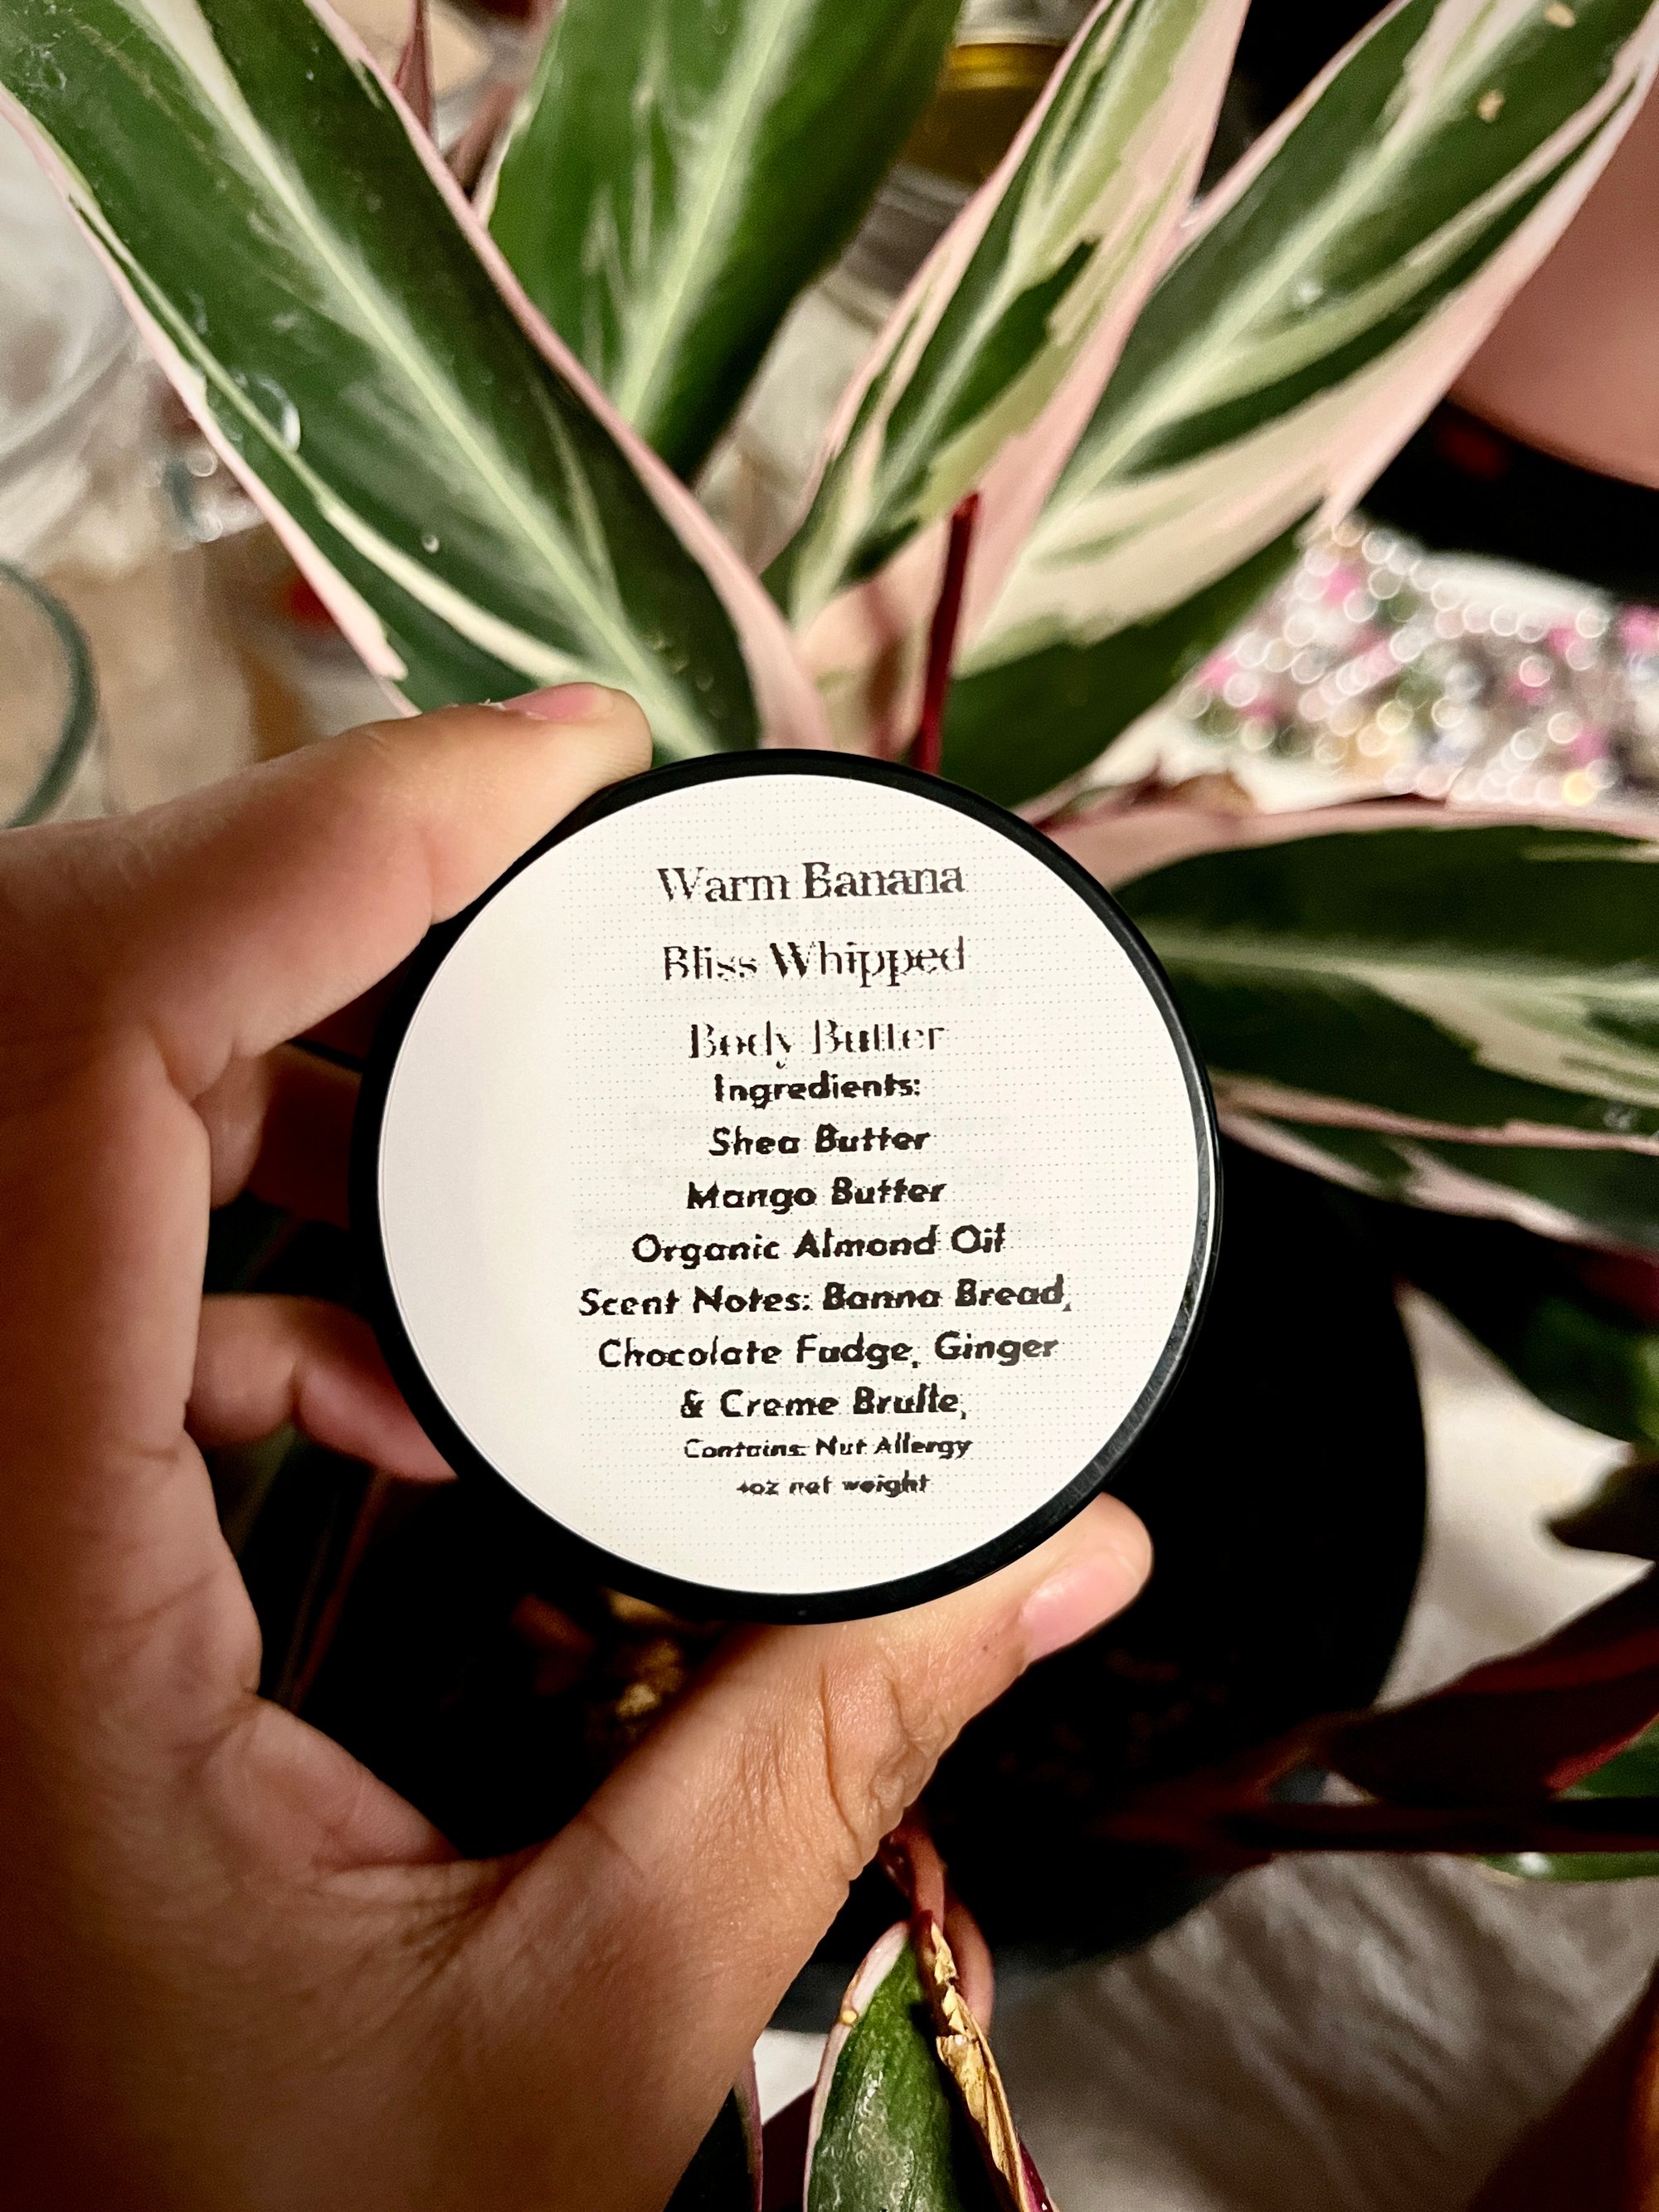 Warm Banana
Bliss Whipped
Body Butter
Ingredients:
Shea Butter
Mango Butter
Organic Almond Oil
Scent Notes: Banna Bread,
Chocolate Fudge, Ginger
& Creme Brulle,
Contains: Nut Allergy
4oz net weight